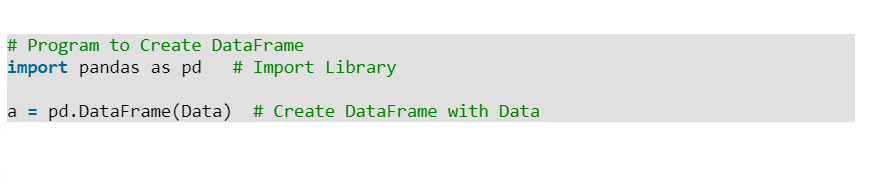 # Program to Create DataFrame
import pandas as pd   # Import Library
a = pd.DataFrame(Data)  # Create DataFrame with Data